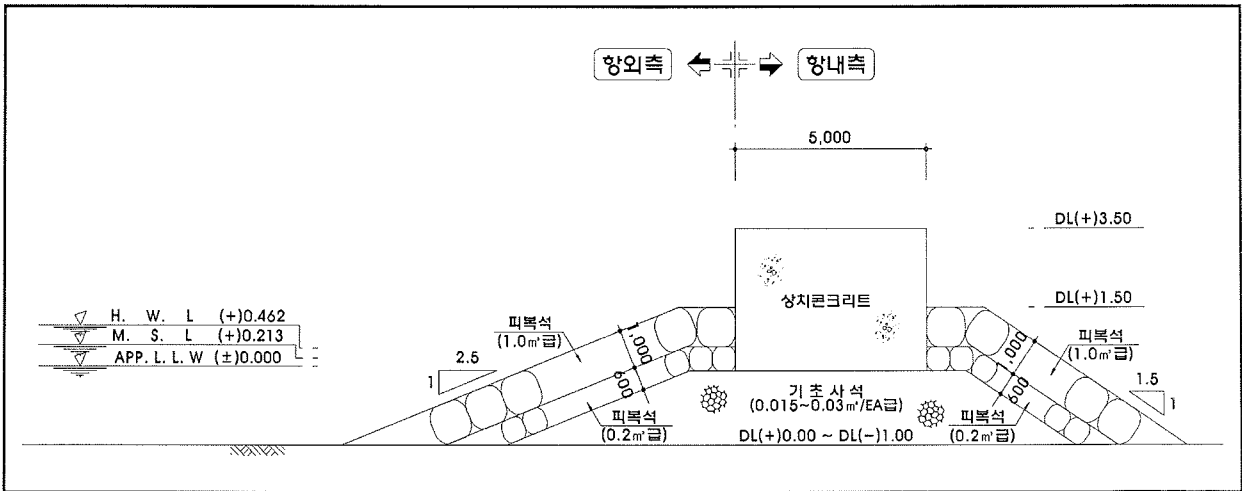 항외측
항내측
5,000
DL(+)3.50
DL(+)1.50
상치콘크리트
H. W. L (+)0.462
M. S. L (+)0.213
APP. L. L. W (±)0.000
2.5
1
피복석
(1.0㎥급)
1,000
600
피복석
(0.2㎥급)
기초사석
(0.015~0.03㎥/EA급)
DL(+)0.00 ~ DL(-)1.00
1,000
600
피복석
(1.0㎥급)
피복석
(0.2㎥급)
1.5
1